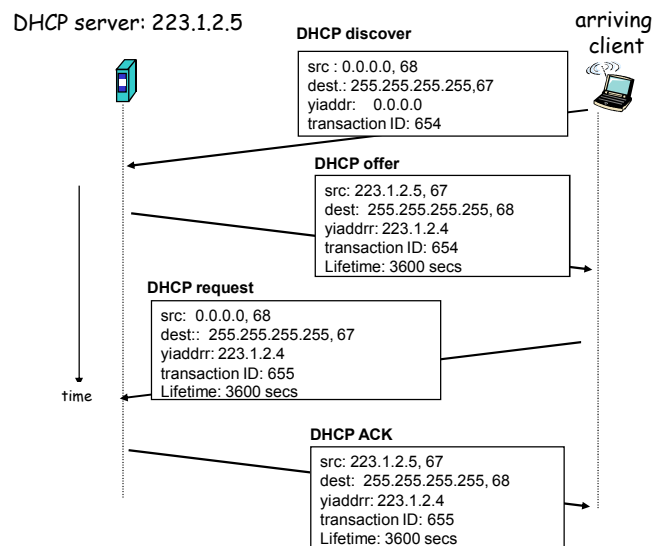 DHCP server: 223.1.2.5
arriving
client
DHCP discover
src : 0.0.0.0, 68
dest.: 255.255.255.255,67
yiaddr: 0.0.0.0
transaction ID: 654
DHCP offer
src: 223.1.2.5, 67
dest: 255.255.255.255, 68
yiaddrr: 223.1.2.4
transaction ID: 654
Lifetime: 3600 secs
DHCP request
src: 0.0.0.0, 68
dest:: 255.255.255.255, 67
yiaddrr: 223.1.2.4
transaction ID: 655
Lifetime: 3600 secs
time
DHCP ACK
src: 223.1.2.5, 67
dest: 255.255.255.255, 68
yiaddrr: 223.1.2.4
transaction ID: 655
Lifetime: 3600 secs